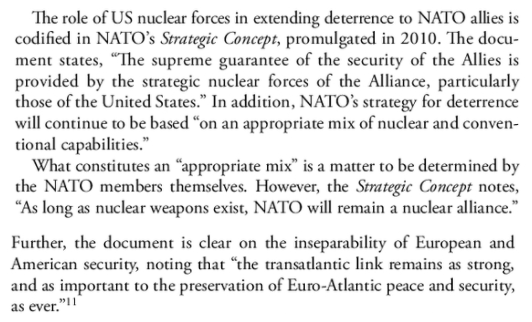 The role of US nuclear forces in extending deterrence to NATO allies is
codified in NATO’s Strategic Concept, promulgated in 2010. The docu-
ment states, “The supreme guarantee of the security of the Allies is
provided by the strategic nuclear forces of the Alliance, particularly
those of the United States.” In addition, NATO’s strategy for deterrence
will continue to be based “on an appropriate mix of nuclear and conven-
tional capabilities.”
What constitutes an “appropriate mix” is a matter to be determined by
the NATO members themselves. However, the Strategic Concept notes,
“As long as nuclear weapons exist, NATO will remain a nuclear alliance.”
Further, the document is clear on the inseparability of European and
American security, noting that “the transatlantic link remains as strong,
and as important to the preservation of Euro-Atlantic peace and security,
as ever.”11